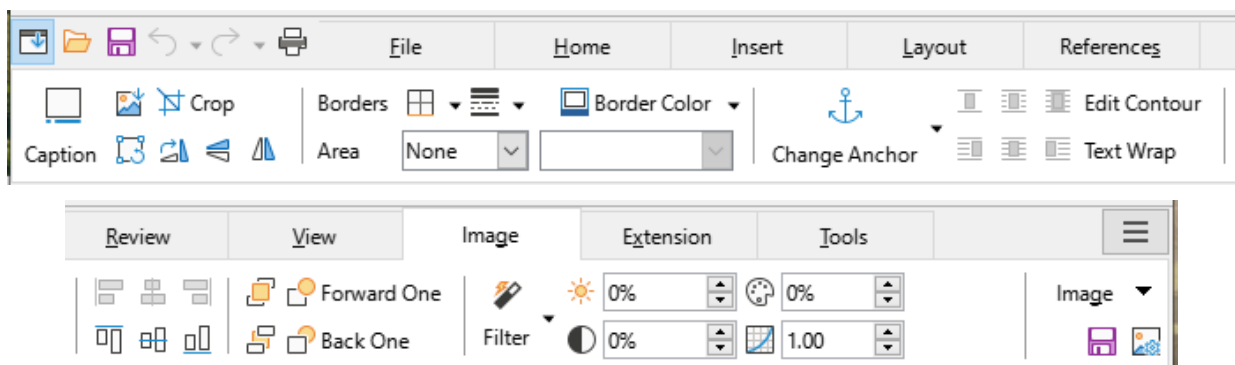 File Home Insert Layout References
Crop Borders Border Color Edit Contour
Caption Area None Change Anchor Text Wrap
Review View Image Extension Tools
Forward One 0% 0% Image
Back One Filter 0% 1.00